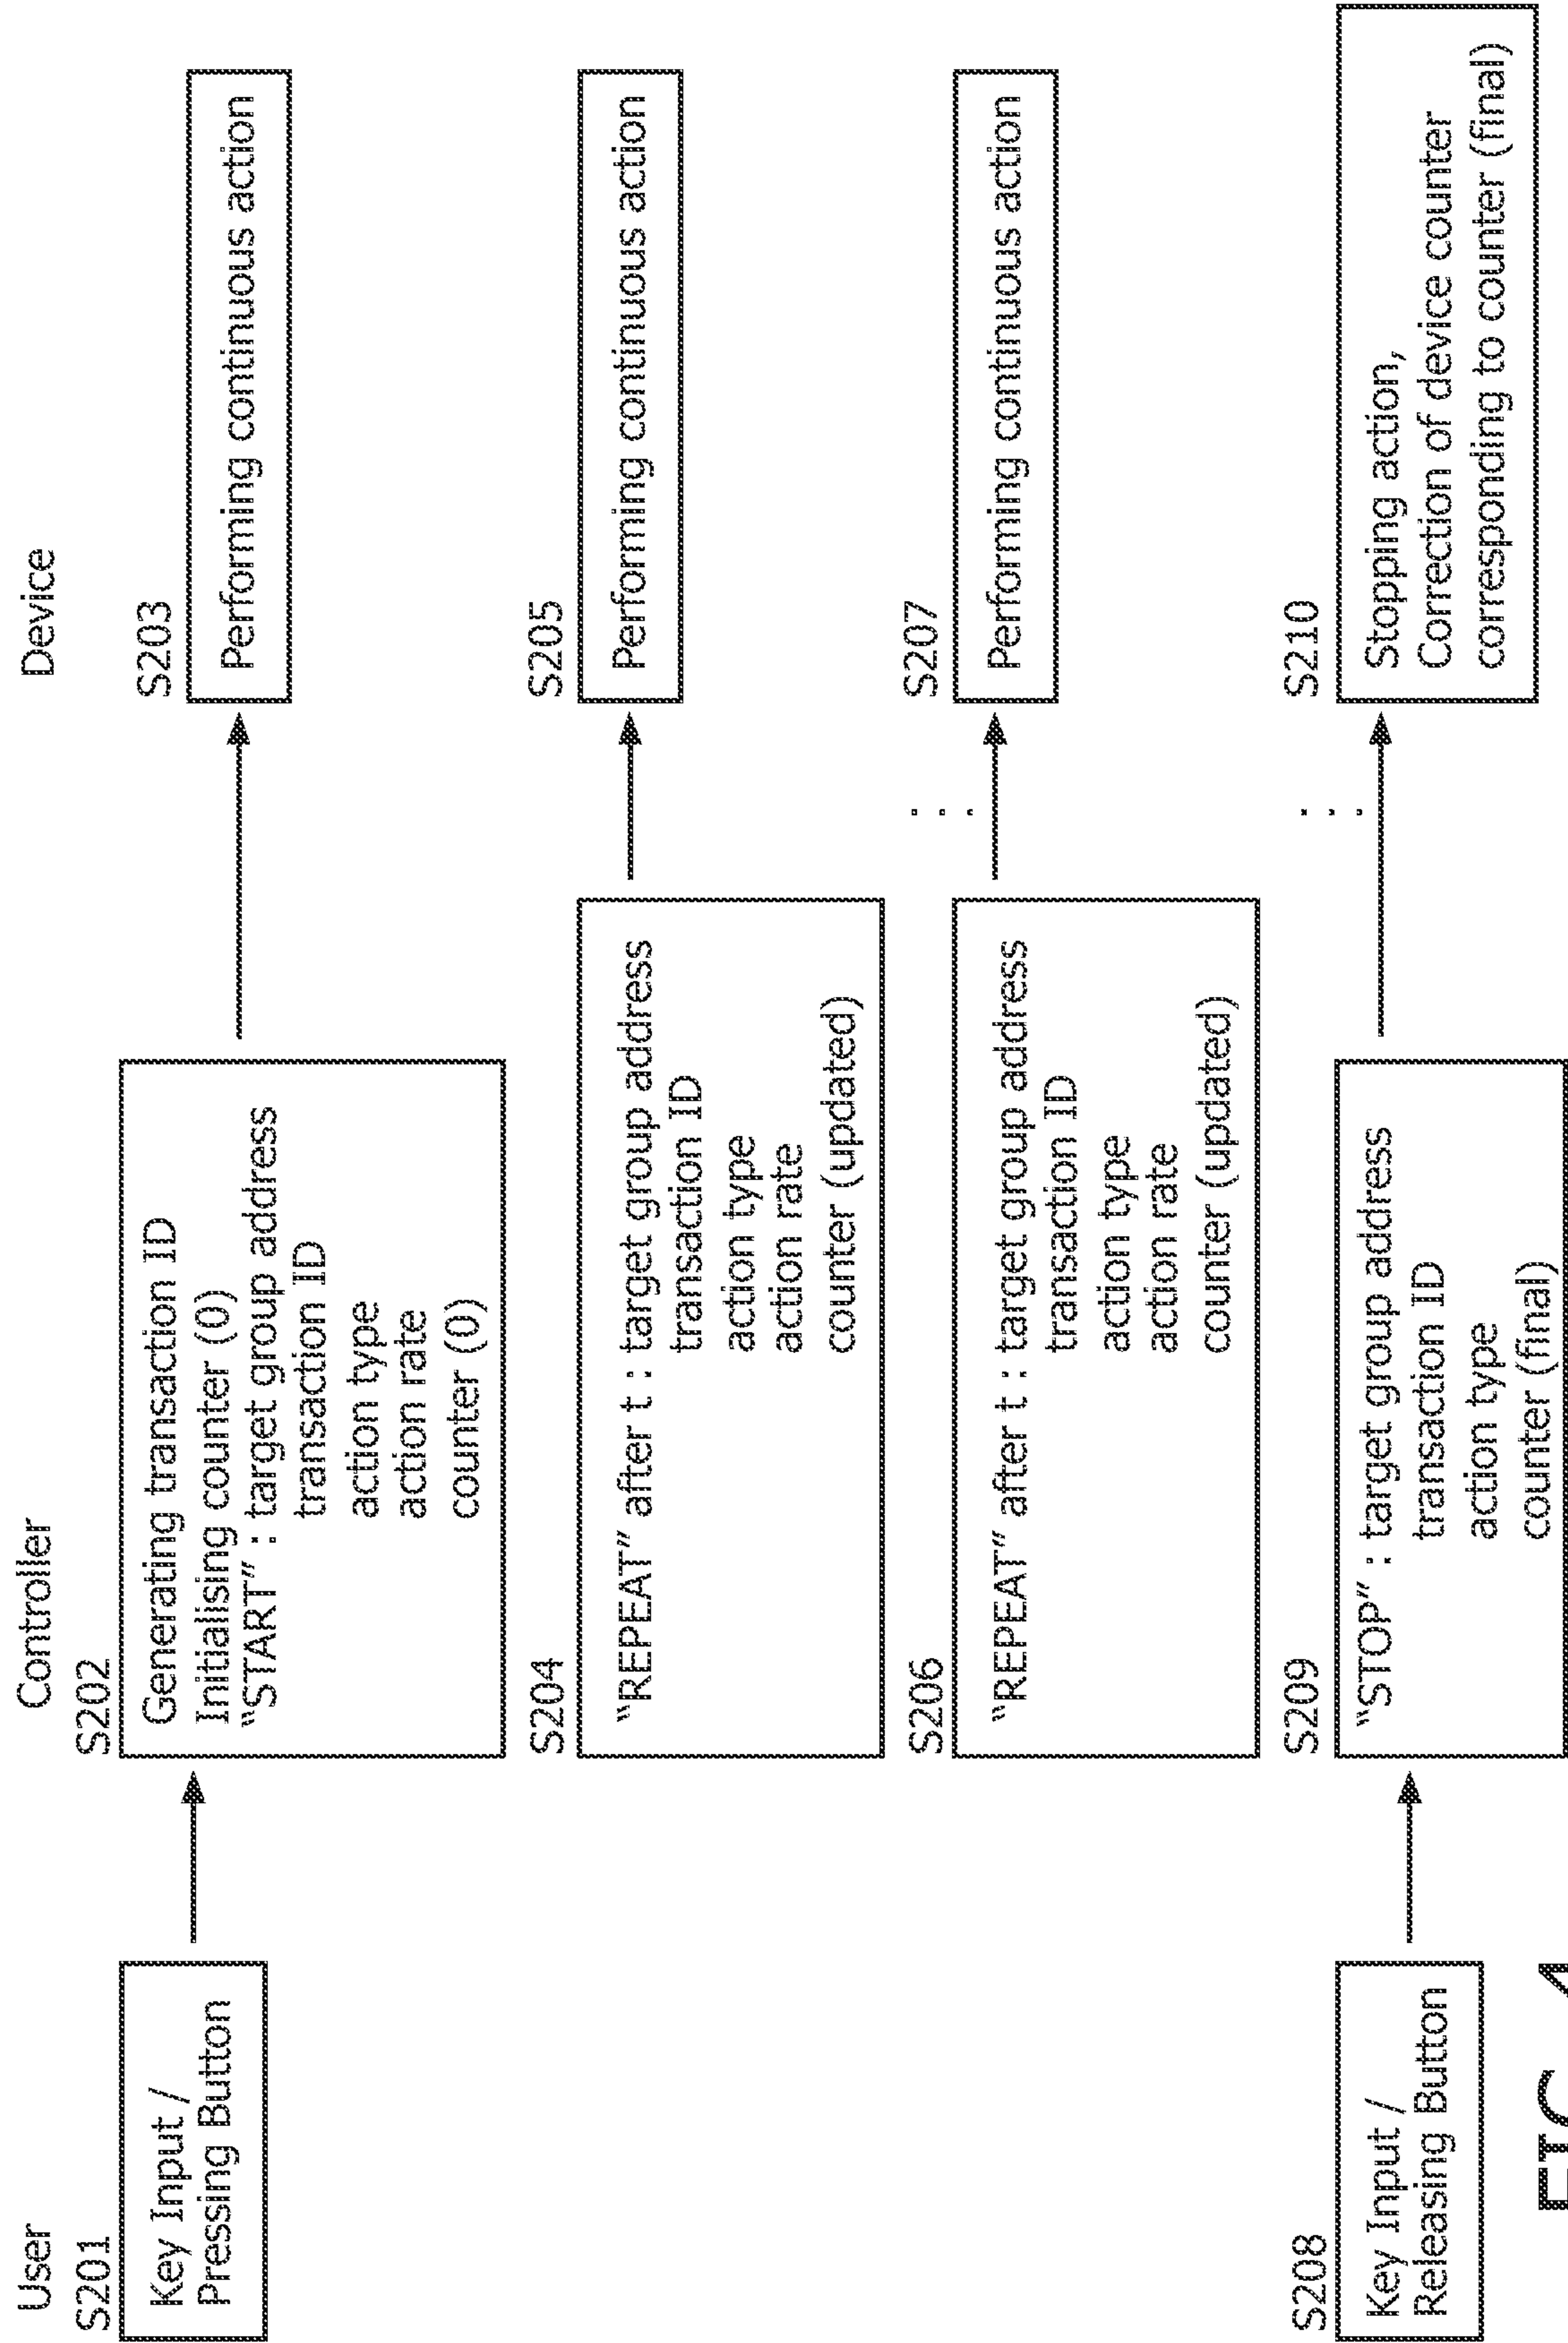 User
Controller
Device
S201
Key Input /
Pressing Button
S202
Generating transaction ID
Initialising counter (0)
“START” : target group address
transaction ID
action type
action rate
counter (0)
S203
Performing continuous action
S204
“REPEAT” after t : target group address
transaction ID
action type
action rate
counter (updated)
S205
Performing continuous action
S206
“REPEAT” after t : target group address
transaction ID
action type
action rate
counter (updated)
S207
Performing continuous action
S208
Key Input /
Releasing Button
S209
“STOP” : target group address
transaction ID
action type
counter (final)
S210
Stopping action,
Correction of device counter
corresponding to counter (final)
FIG.